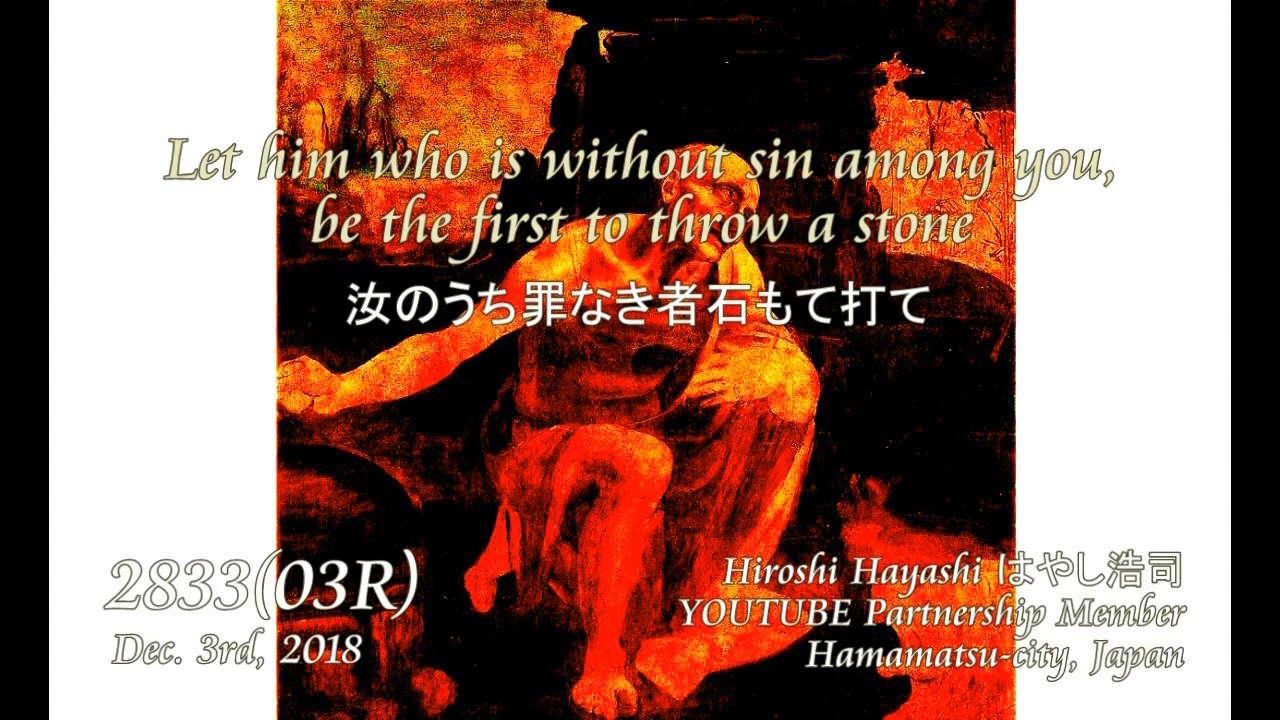 Let him who is without sin among you,
be the first to throw a stone
汝のうち罪なき者石もて打て
2833(03R)
Dec. 3rd, 2018
Hiroshi Hayashi はやし浩司
YOUTUBE Partnership Member
Hamamatsu-city, Japan